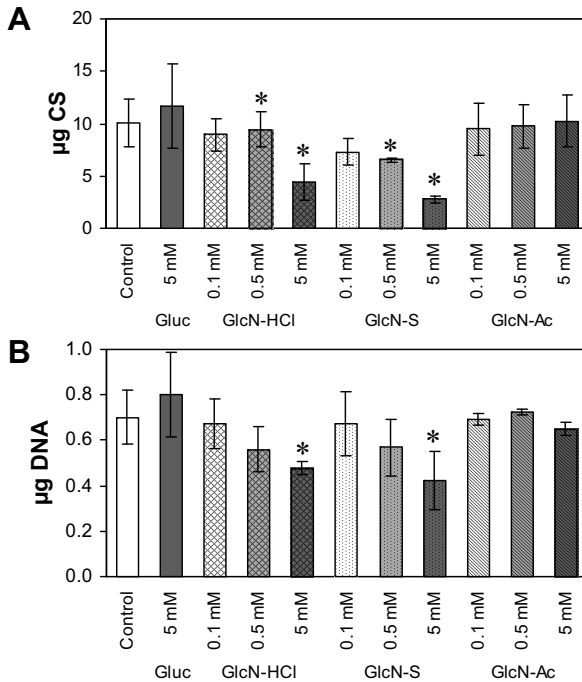 A
µg CS
20
15
10
5
0
* * * *
Control 5 mM 0.1 mM 0.5 mM 5 mM 0.1 mM 0.5 mM 5 mM 0.1 mM 0.5 mM 5 mM
Gluc GlcN-HCl GlcN-S GlcN-Ac
B
µg DNA
1.0
0.8
0.6
0.4
0.2
0.0
* *
Control 5 mM 0.1 mM 0.5 mM 5 mM 0.1 mM 0.5 mM 5 mM 0.1 mM 0.5 mM 5 mM
Gluc GlcN-HCl GlcN-S GlcN-Ac